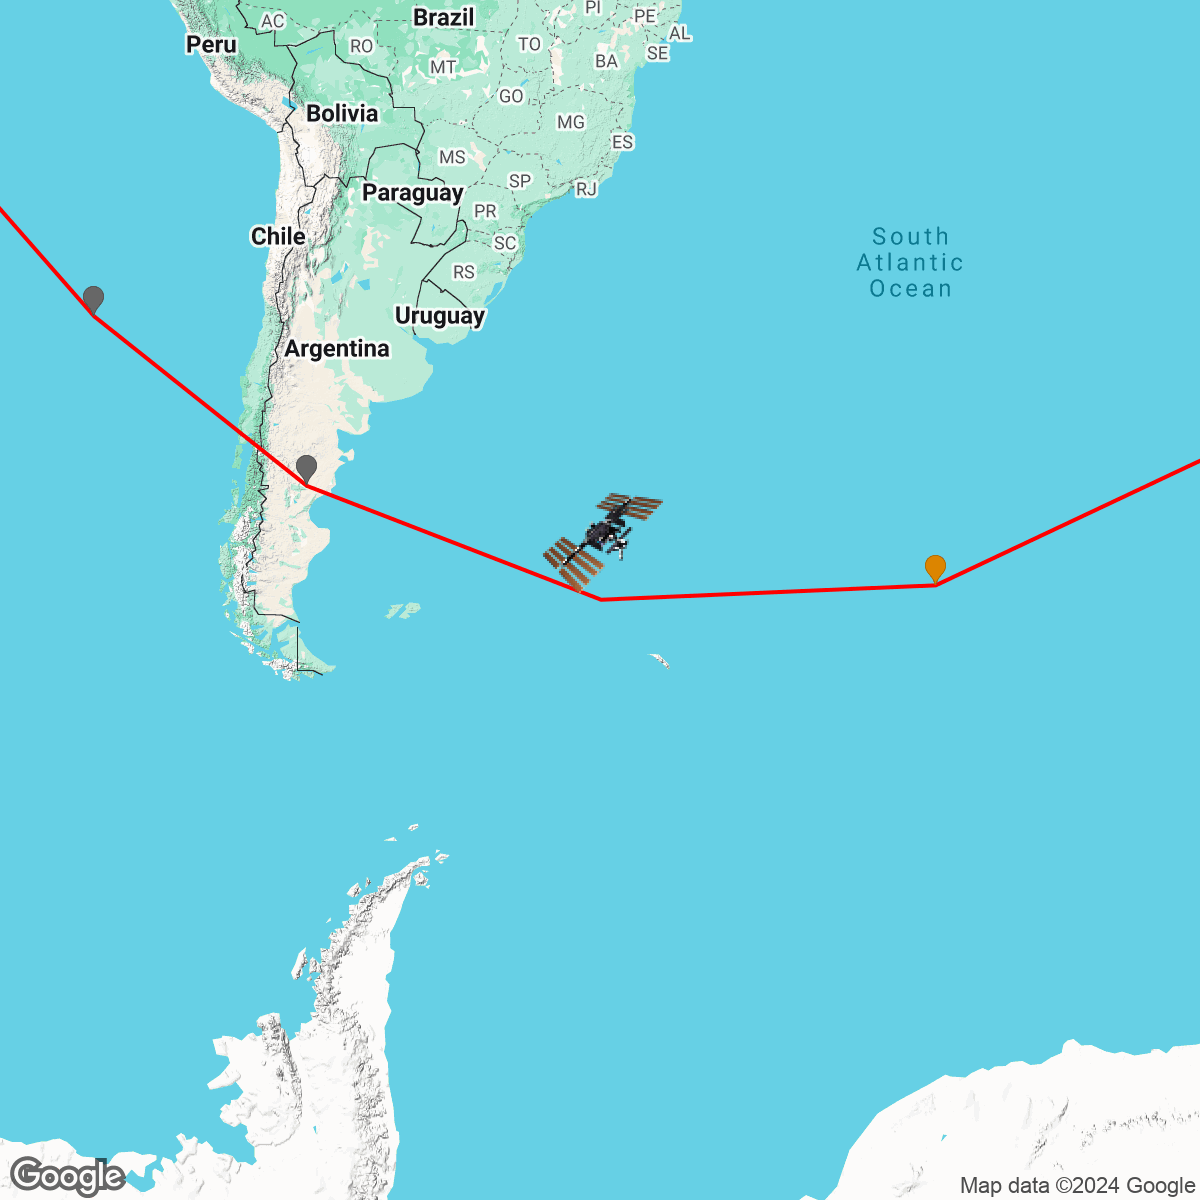 PI
PE
AL
AC
Brazil
Peru
RO
TO
SE
MT
BA
GO
Bolivia
MG
ES
MS
SP
RJ
Paraguay
PR
Chile
SC
South
Atlantic
Ocean
RS
Uruguay
Argentina
Google
Map data ©2024 Google